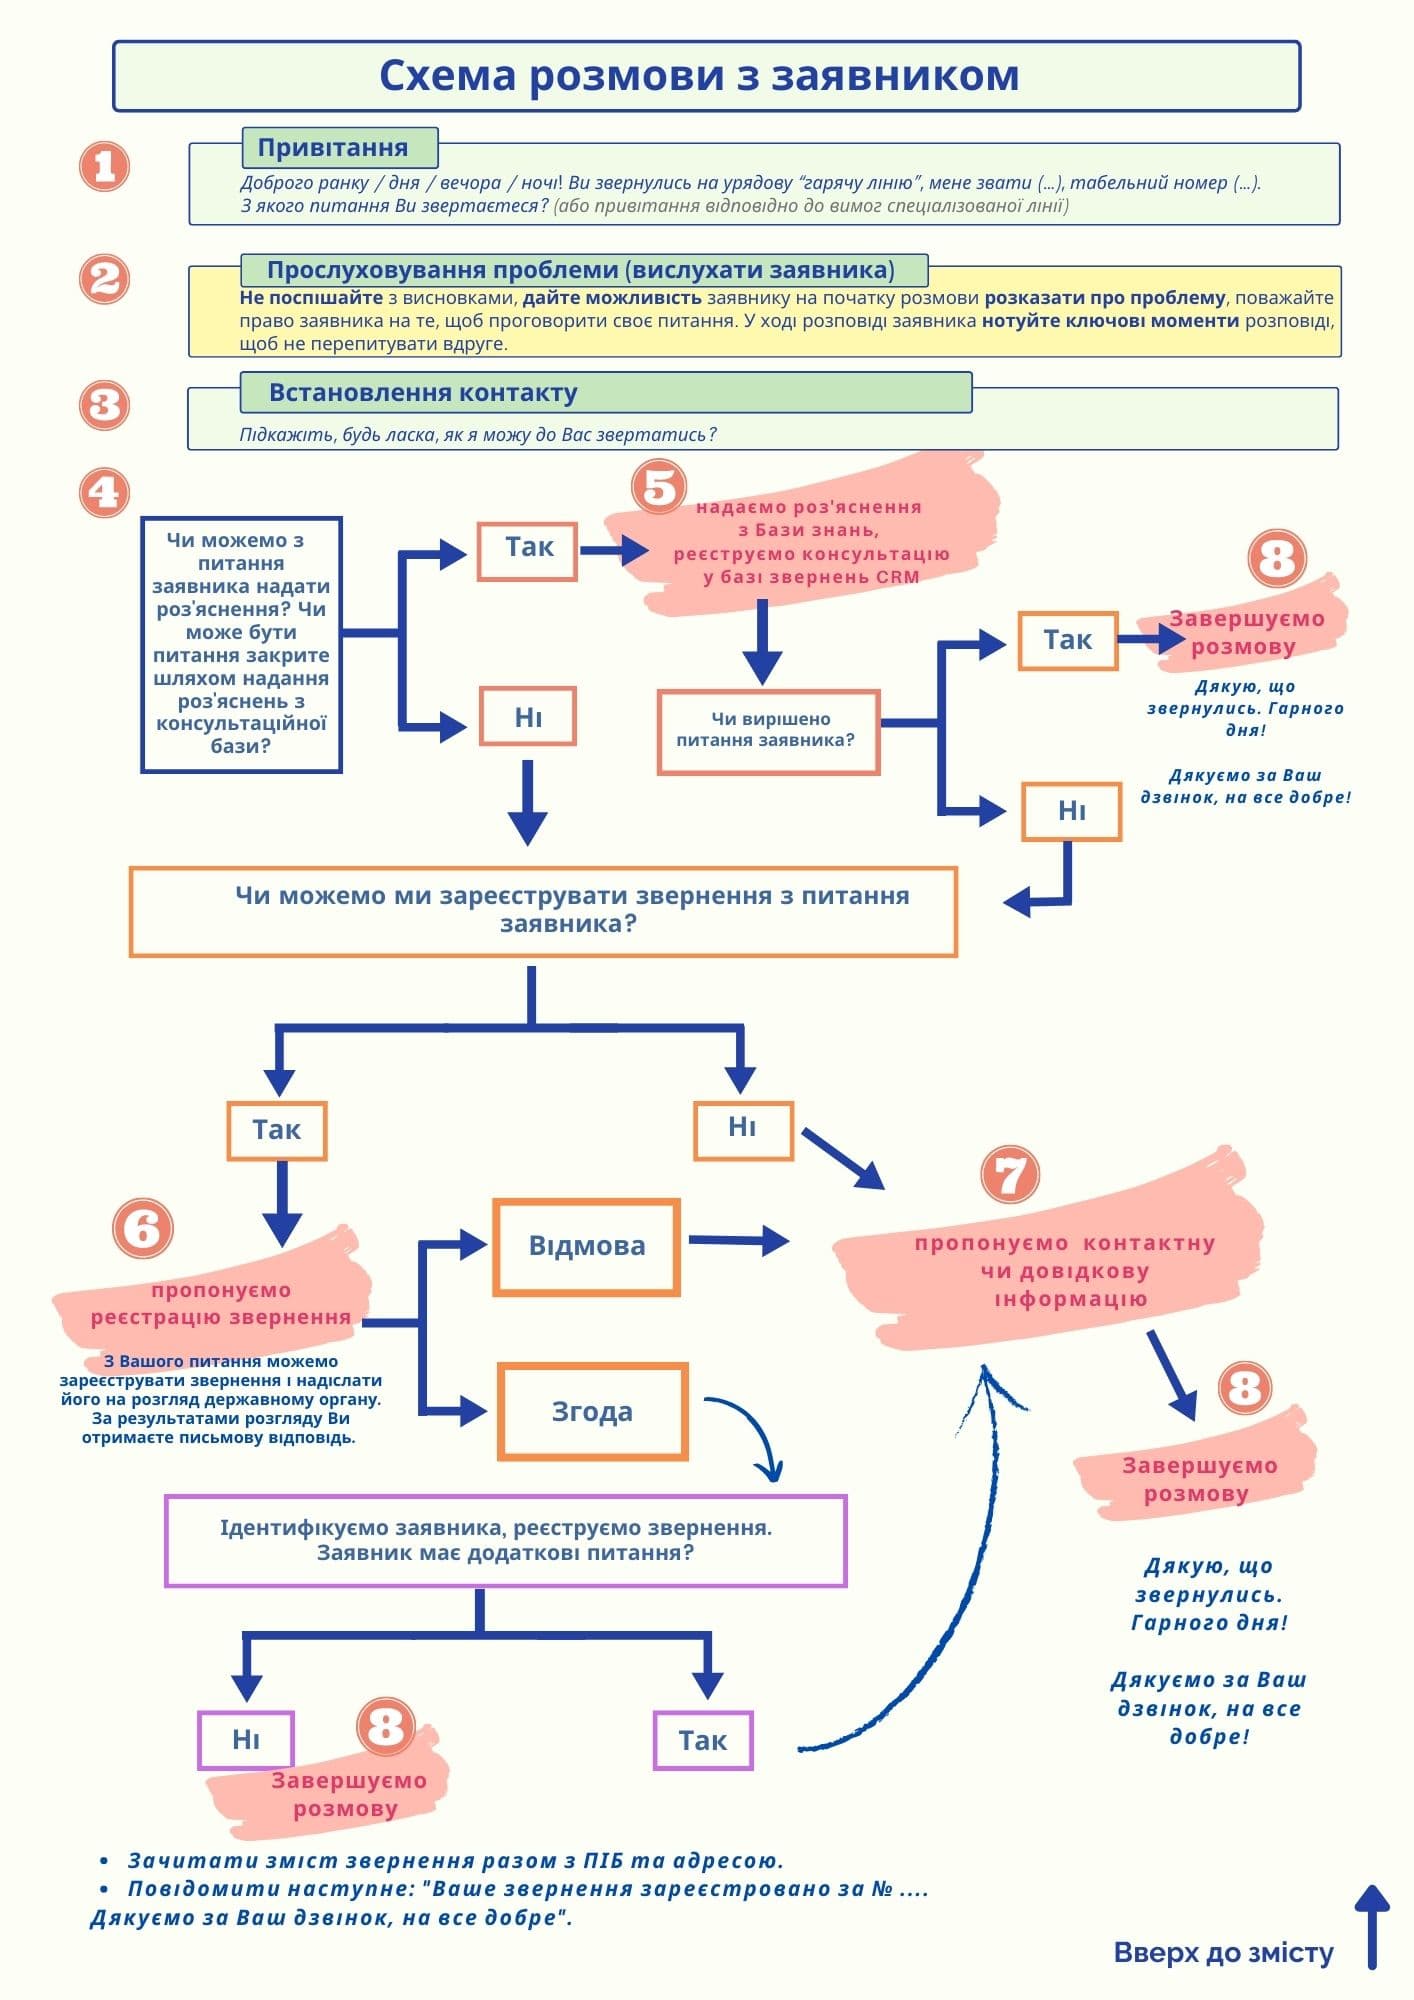 Схема розмови з заявником
1
Привітання
Доброго ранку / дня / вечора / ночі! Ви звернулись на урядову “гарячу лінію”, мене звати (...), табельний номер (...).
З якого питання Ви звертаєтеся? (або привітання відповідно до вимог спеціалізованої лінії)
2
Прослуховування проблеми (вислухати заявника)
Не поспішайте з висновками, дайте можливість заявнику на початку розмови розказати про проблему, поважайте
право заявника на те, щоб проговорити своє питання. У ході розповіді заявника нотуйте ключові моменти розповіді,
щоб не перепитувати вдруге.
3
Встановлення контакту
Підкажіть, будь ласка, як я можу до Вас звертатись?
4
Чи можемо з
питання
заявника надати
роз'яснення? Чи
може бути
питання закрите
шляхом надання
роз'яснень з
консультаційної
бази?
Так
Ні
5
надаємо роз'яснення
з Бази знань,
реєструємо консультацію
у базі звернень CRM
Чи вирішено
питання заявника?
Так
8
Завершуємо
розмову
Дякую, що
звернулись. Гарного
дня!
Дякуємо за Ваш
дзвінок, на все добре!
Ні
Чи можемо ми зареєструвати звернення з питання
заявника?
Так
Ні
6
пропонуємо
реєстрацію звернення
З Вашого питання можемо
зареєструвати звернення і надіслати
його на розгляд державному органу.
За результатами розгляду Ви
отримаєте письмову відповідь.
Відмова
Згода
7
пропонуємо контактну
чи довідкову
інформацію
8
Завершуємо
розмову
Дякую, що
звернулись.
Гарного дня!
Дякуємо за Ваш
дзвінок, на все
добре!
Ідентифікуємо заявника, реєструємо звернення.
Заявник має додаткові питання?
Ні
Так
8
Завершуємо
розмову
• Зачитати зміст звернення разом з ПІБ та адресою.
• Повідомити наступне: "Ваше звернення зареєстровано за № ....
Дякуємо за Ваш дзвінок, на все добре".
Вверх до змісту